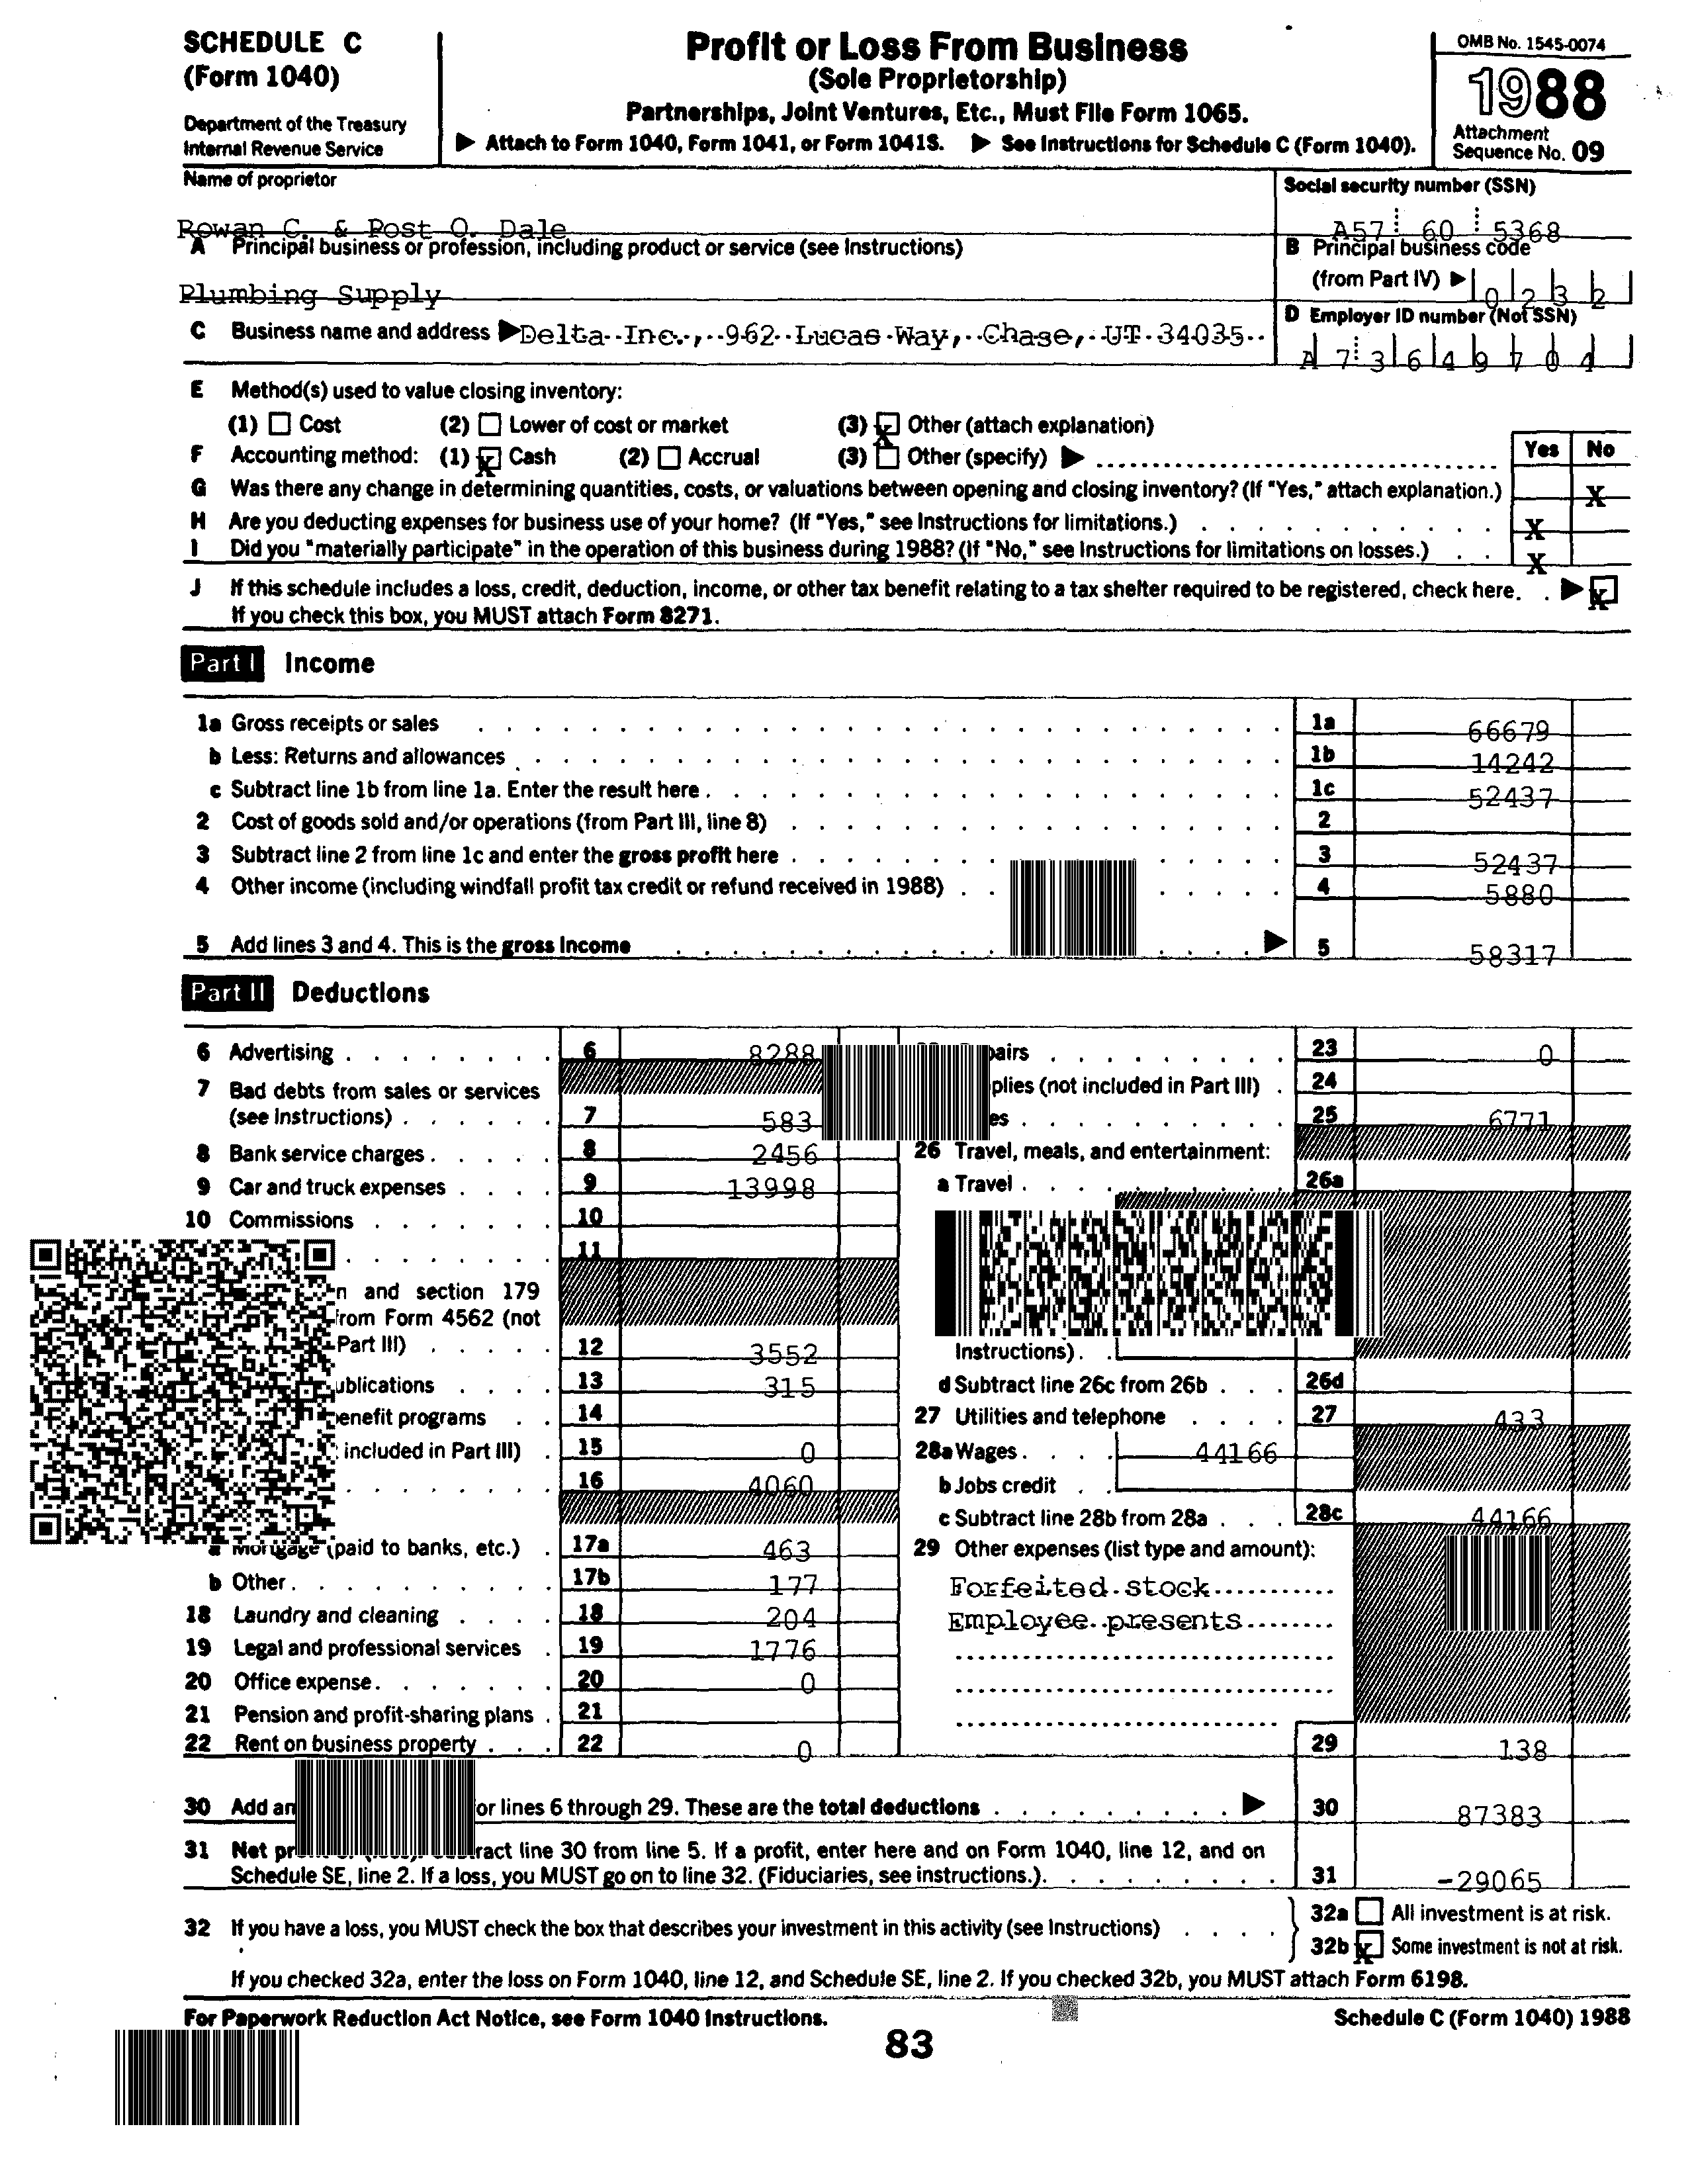 SCHEDULE C
(Form 1040)
Department of the Treasury
Internal Revenue Service
Profit or Loss From Business
(Sole Proprietorship)
Partnerships, Joint Ventures, Etc., Must File Form 1065.
▶ Attach to Form 1040, Form 1041, or Form 1041S. ▶ See Instructions for Schedule C (Form 1040).
OMB No. 1545-0074
1988
Attachment
Sequence No. 09
Name of proprietor
Rowan C. & Post O. Dale
Social security number (SSN)
A57 60 5368
A Principal business or profession, including product or service (see Instructions)
Plumbing Supply
B Principal business code
(from Part IV) ▶ 0 2 3 2
C Business name and address ▶ Delta Inc., 962 Lucas Way, Chase, UT 34035
D Employer ID number (Not SSN)
A 7 3 6 4 9 7 0 4
E Method(s) used to value closing inventory:
(1) Cost (2) Lower of cost or market (3) X Other (attach explanation)
F Accounting method: (1) X Cash (2) Accrual (3) Other (specify) ▶
Yes No
G Was there any change in determining quantities, costs, or valuations between opening and closing inventory? (If "Yes," attach explanation.) X
H Are you deducting expenses for business use of your home? (If "Yes," see Instructions for limitations.) X
I Did you "materially participate" in the operation of this business during 1988? (If "No," see Instructions for limitations on losses.) X
J If this schedule includes a loss, credit, deduction, income, or other tax benefit relating to a tax shelter required to be registered, check here. ▶ X
If you check this box, you MUST attach Form 8271.
Part I Income
1a Gross receipts or sales 1a 66679
b Less: Returns and allowances 1b 14242
c Subtract line 1b from line 1a. Enter the result here 1c 52437
2 Cost of goods sold and/or operations (from Part III, line 8) 2
3 Subtract line 2 from line 1c and enter the gross profit here 3 52437
4 Other income (including windfall profit tax credit or refund received in 1988) 4 5880
5 Add lines 3 and 4. This is the gross income ▶ 5 58317
Part II Deductions
6 Advertising 6 8288
7 Bad debts from sales or services
(see Instructions) 7 583
8 Bank service charges 8 2456
9 Car and truck expenses 9 13998
10 Commissions 10
11
and section 179
from Form 4562 (not
Part III) 12 3552
13 315
benefit programs 14
included in Part III) 15 0
16 4060
a Mortgage (paid to banks, etc.) 17a 463
b Other 17b 177
18 Laundry and cleaning 18 204
19 Legal and professional services 19 1776
20 Office expense 20 0
21 Pension and profit-sharing plans 21
22 Rent on business property 22 0
23 0
(not included in Part III) 24
25 6771
26 Travel, meals, and entertainment:
a Travel 26a
Instructions)
d Subtract line 26c from 26b 26d
27 Utilities and telephone 27 433
28a Wages 44166
b Jobs credit
c Subtract line 28b from 28a 28c 44166
29 Other expenses (list type and amount):
Forfeited stock
Employee presents
29 138
30 Add or lines 6 through 29. These are the total deductions ▶ 30 87383
31 Net line 30 from line 5. If a profit, enter here and on Form 1040, line 12, and on
Schedule SE, line 2. If a loss, you MUST go on to line 32. (Fiduciaries, see instructions.) 31 -29065
32 If you have a loss, you MUST check the box that describes your investment in this activity (see Instructions)
32a All investment is at risk.
32b X Some investment is not at risk.
If you checked 32a, enter the loss on Form 1040, line 12, and Schedule SE, line 2. If you checked 32b, you MUST attach Form 6198.
For Paperwork Reduction Act Notice, see Form 1040 Instructions.
Schedule C (Form 1040) 1988
83